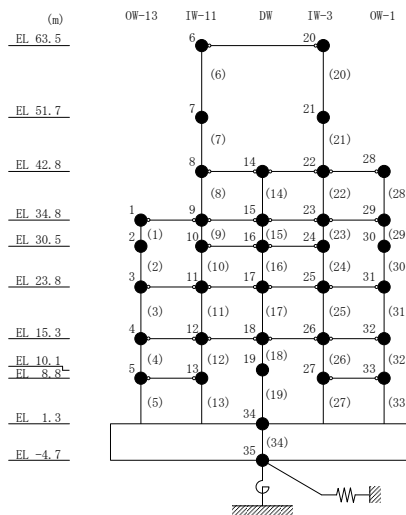 (m) OW-13 IW-11 DW IW-3 OW-1
EL 63.5 6 20
(6) (20)
EL 51.7 7 21
(7) (21)
EL 42.8 8 14 22 28
(8) (14) (22) (28
EL 34.8 1 9 15 23 29
(1) (9) (15) (23) (29
EL 30.5 2 10 16 24 30
(2) (10) (16) (24) (30
EL 23.8 3 11 17 25 31
(3) (11) (17) (25) (31
EL 15.3 4 12 18 26 32
(4) (12) (18) (26) (32
EL 10.1 19
EL 8.8 5 13 27 33
(5) (13) (19) (27) (33
EL 1.3 34
(34)
EL -4.7 35